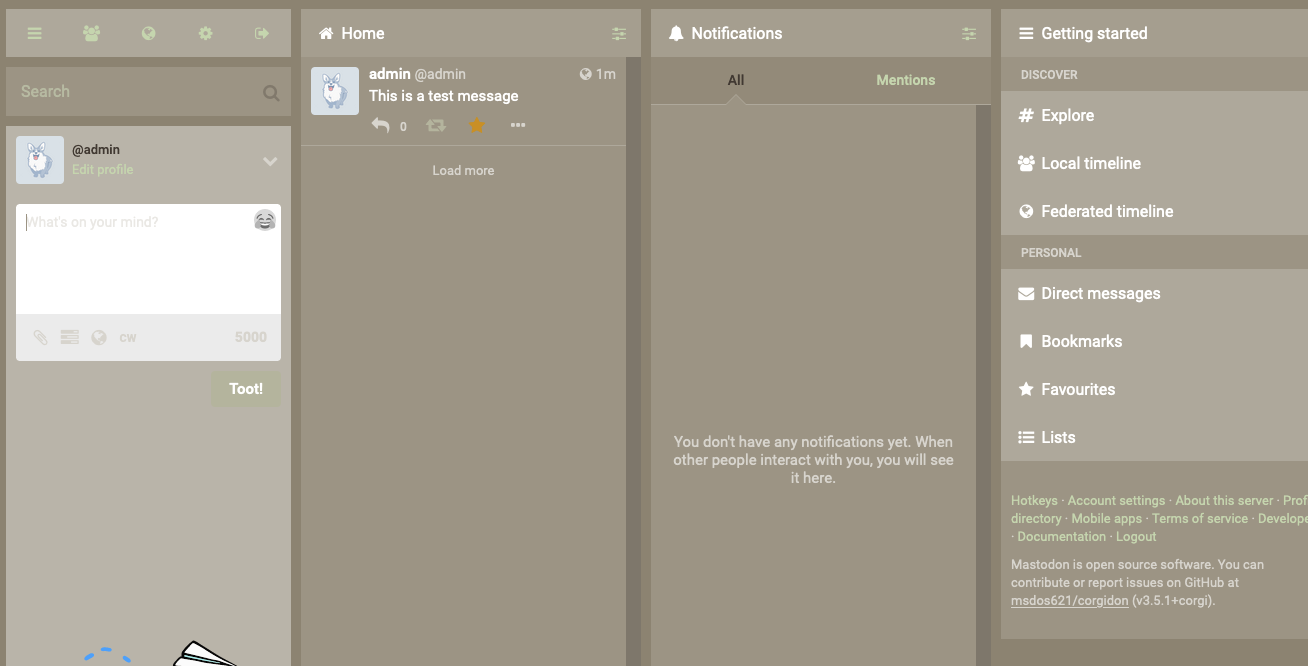 Search
@admin
Edit profile
What's on your mind?
CW
5000
Toot!
Home
admin @admin
1m
This is a test message
0
Load more
Notifications
All
Mentions
You don't have any notifications yet. When
other people interact with you, you will see
it here.
Getting started
DISCOVER
Explore
Local timeline
Federated timeline
PERSONAL
Direct messages
Bookmarks
Favourites
Lists
Hotkeys · Account settings · About this server ·
directory · Mobile apps · Terms of service ·
· Documentation · Logout
Mastodon is open source software. You can
contribute or report issues on GitHub at
msdos621/corgidon (v3.5.1+corgi).